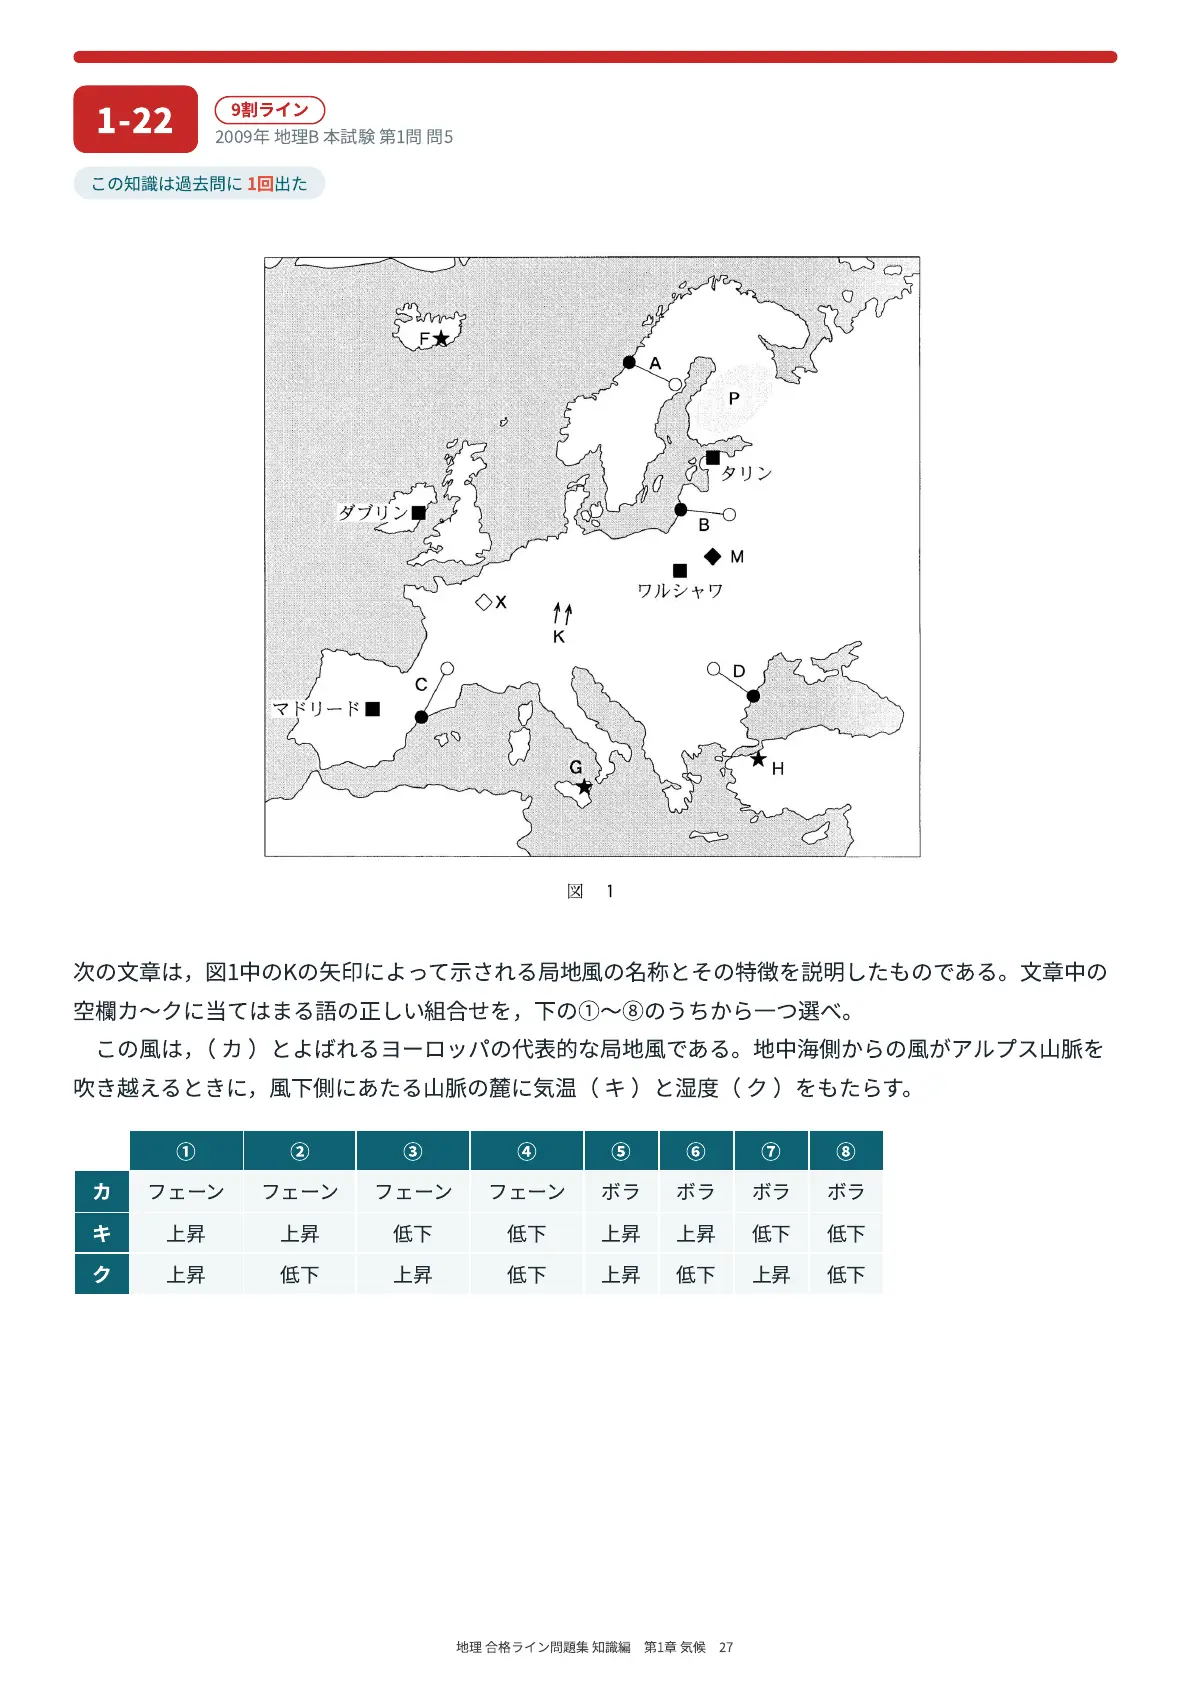 1-22
9割ライン
2009年 地理B 本試験 第1問 問5
この知識は過去問に 1回出た
F★
A
P
タリン
ダブリン
B
M
ワルシャワ
X
K
D
C
マドリード
G
H
図 1
次の文章は，図1中のKの矢印によって示される局地風の名称とその特徴を説明したものである。文章中の
空欄カ〜クに当てはまる語の正しい組合せを，下の①〜⑧のうちから一つ選べ。
この風は，（ カ ）とよばれるヨーロッパの代表的な局地風である。地中海側からの風がアルプス山脈を
吹き越えるときに，風下側にあたる山脈の麓に気温（ キ ）と湿度（ ク ）をもたらす。
① ② ③ ④ ⑤ ⑥ ⑦ ⑧
カ フェーン フェーン フェーン フェーン ボラ ボラ ボラ ボラ
キ 上昇 上昇 低下 低下 上昇 上昇 低下 低下
ク 上昇 低下 上昇 低下 上昇 低下 上昇 低下
地理 合格ライン問題集 知識編 第1章 気候 27